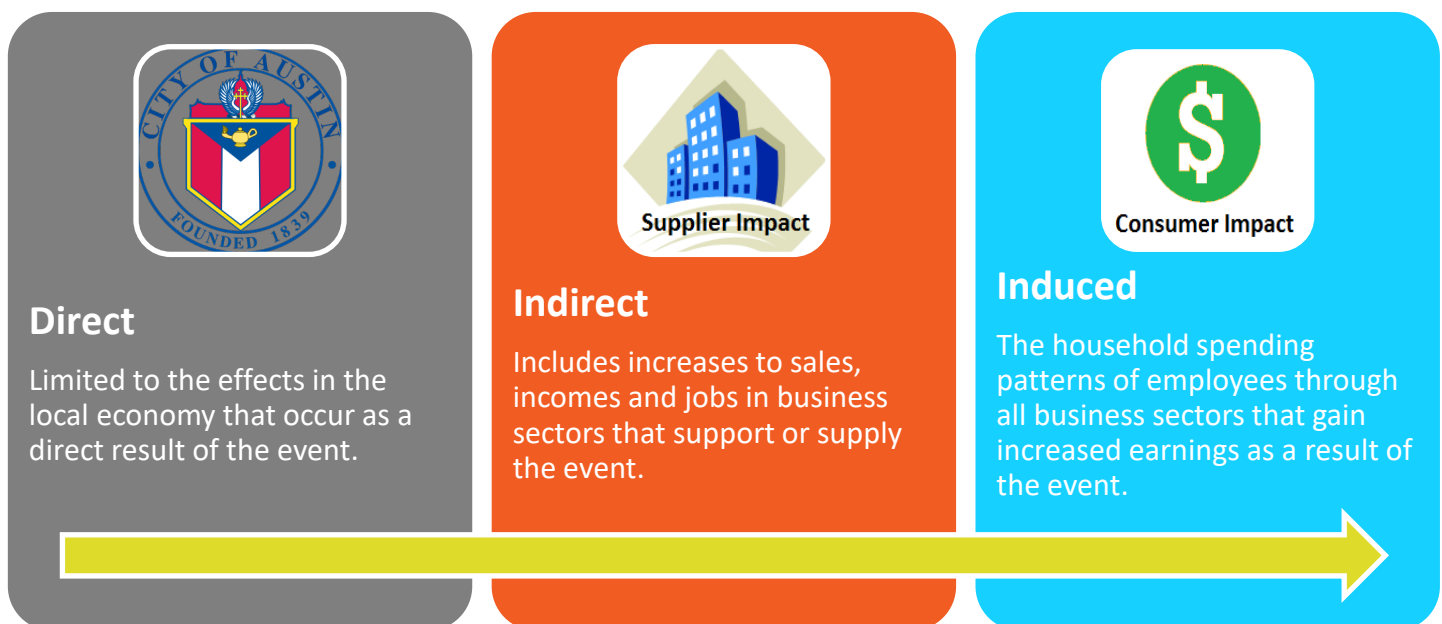 CITY OF AUSTIN
FOUNDED 1839
Direct
Limited to the effects in the
local economy that occur as a
direct result of the event.
Supplier Impact
Indirect
Includes increases to sales,
incomes and jobs in business
sectors that support or supply
the event.
$
Consumer Impact
Induced
The household spending
patterns of employees through
all business sectors that gain
increased earnings as a result of
the event.